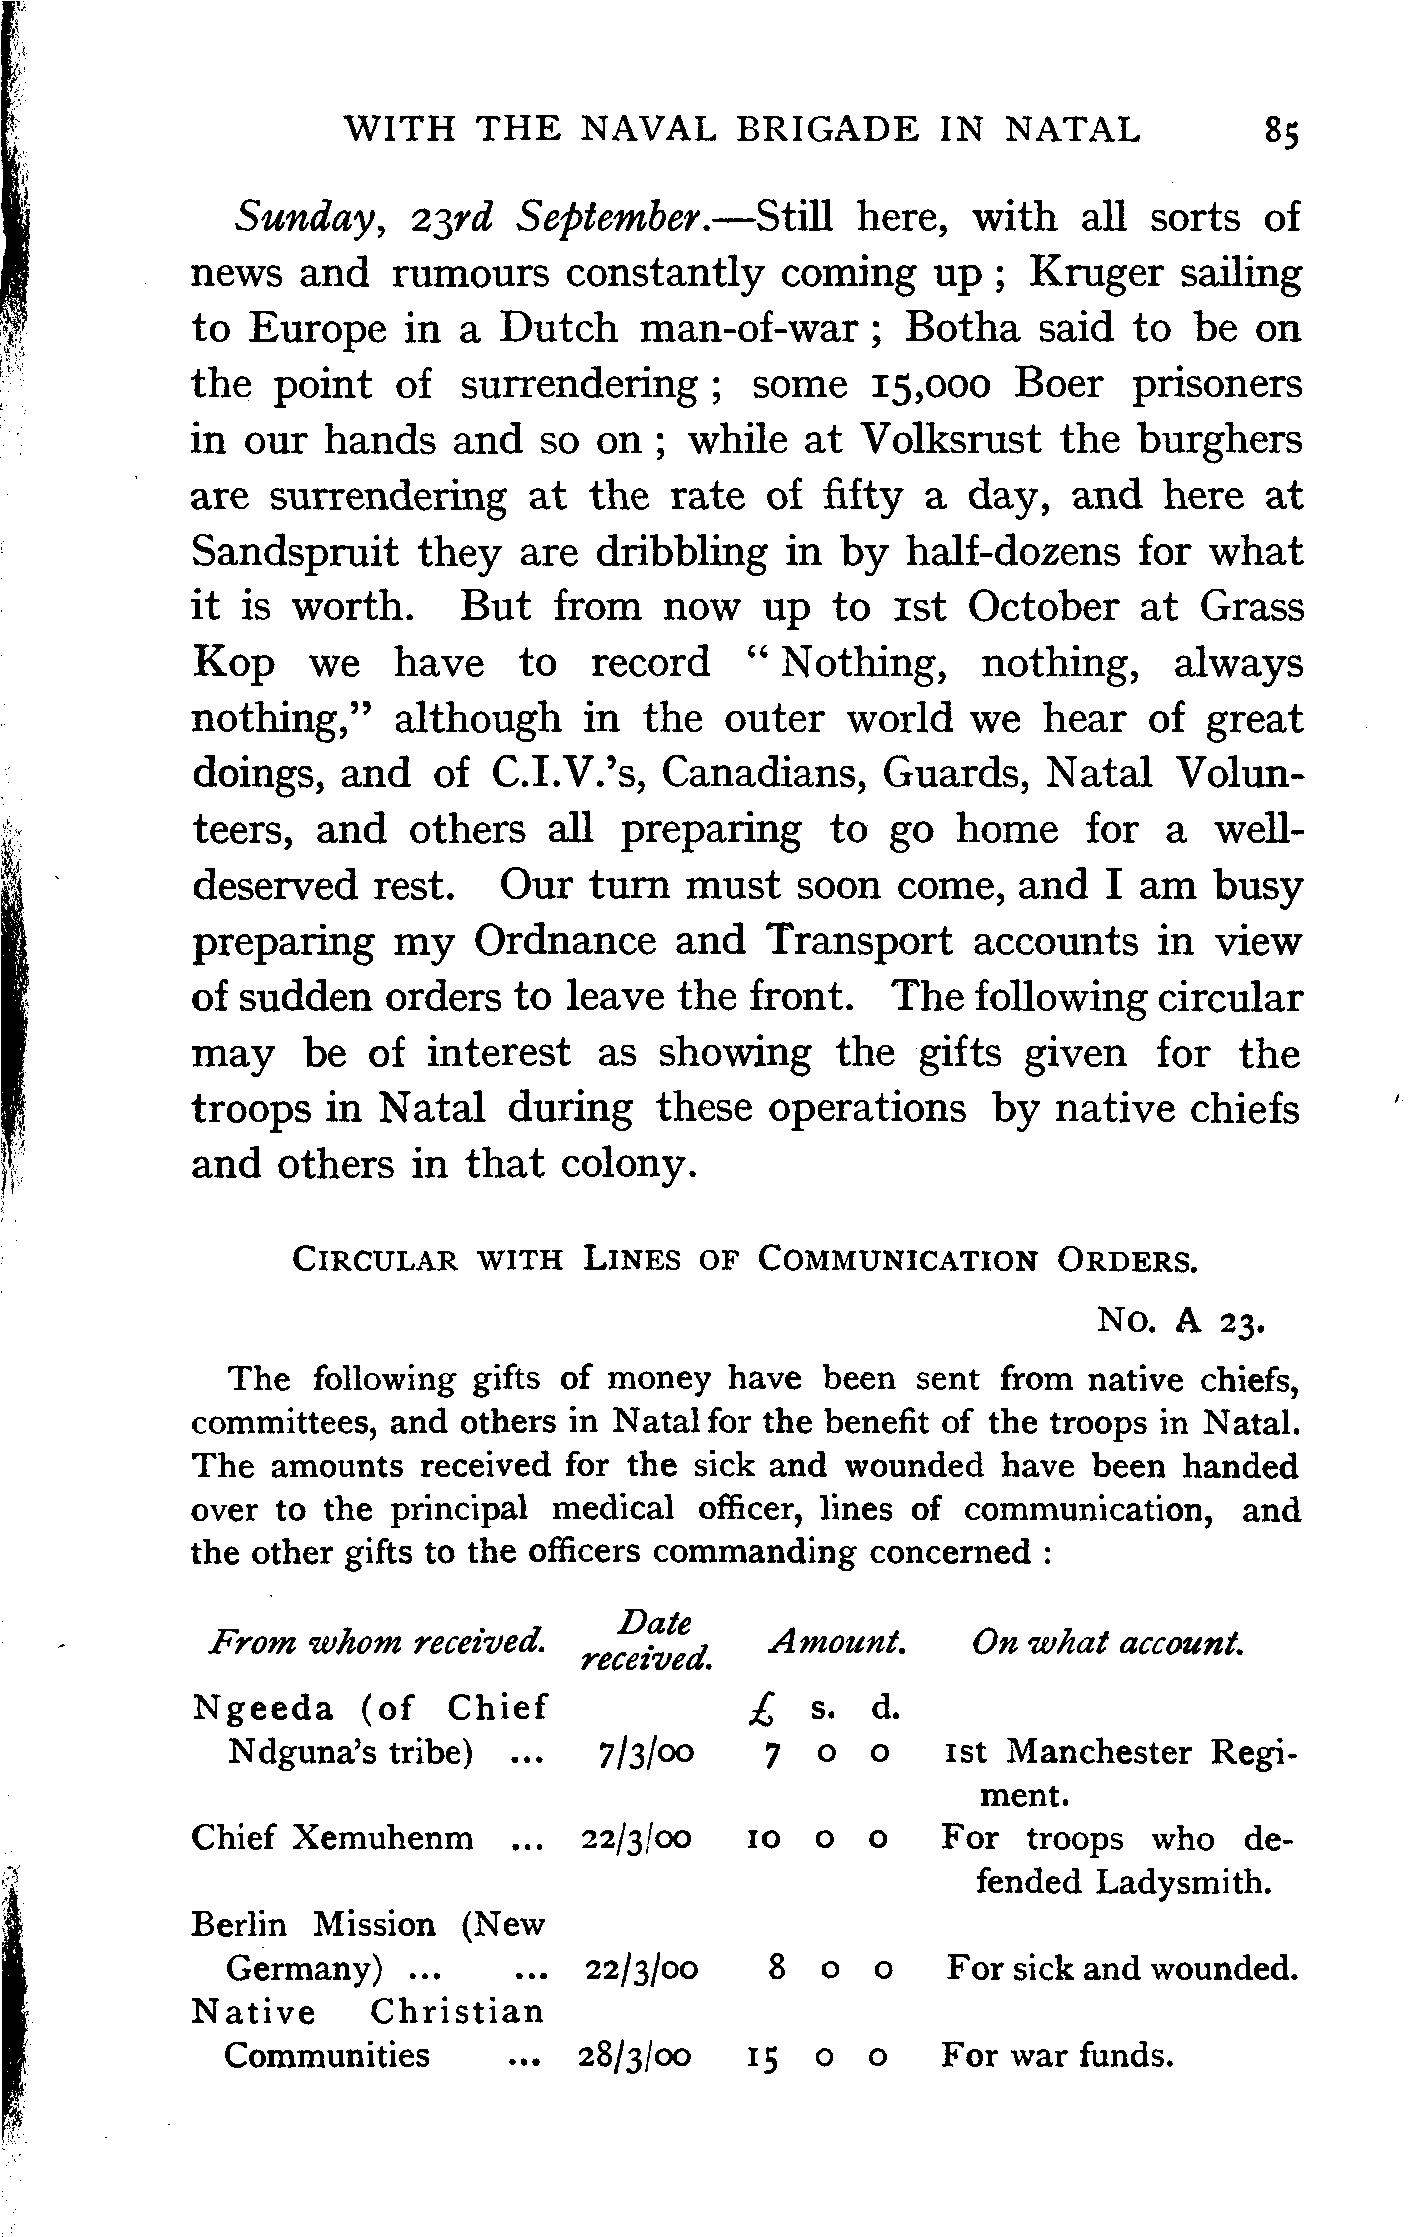 WITH THE NAVAL BRIGADE IN NATAL 85
Sunday, 23rd September.—Still here, with all sorts of
news and rumours constantly coming up ; Kruger sailing
to Europe in a Dutch man-of-war ; Botha said to be on
the point of surrendering ; some 15,000 Boer prisoners
in our hands and so on ; while at Volksrust the burghers
are surrendering at the rate of fifty a day, and here at
Sandspruit they are dribbling in by half-dozens for what
it is worth. But from now up to 1st October at Grass
Kop we have to record “ Nothing, nothing, always
nothing,” although in the outer world we hear of great
doings, and of C.I.V.’s, Canadians, Guards, Natal Volun-
teers, and others all preparing to go home for a well-
deserved rest. Our turn must soon come, and I am busy
preparing my Ordnance and Transport accounts in view
of sudden orders to leave the front. The following circular
may be of interest as showing the gifts given for the
troops in Natal during these operations by native chiefs
and others in that colony.
CIRCULAR WITH LINES OF COMMUNICATION ORDERS.
No. A 23.
The following gifts of money have been sent from native chiefs,
committees, and others in Natal for the benefit of the troops in Natal.
The amounts received for the sick and wounded have been handed
over to the principal medical officer, lines of communication, and
the other gifts to the officers commanding concerned :
From whom received. Date received. Amount. On what account.
Ngeeda (of Chief £ s. d.
Ndguna’s tribe) ... 7/3/00 7 0 0 1st Manchester Regi-
ment.
Chief Xemuhenm ... 22/3/00 10 0 0 For troops who de-
fended Ladysmith.
Berlin Mission (New
Germany) ... ... 22/3/00 8 0 0 For sick and wounded.
Native Christian
Communities ... 28/3/00 15 0 0 For war funds.